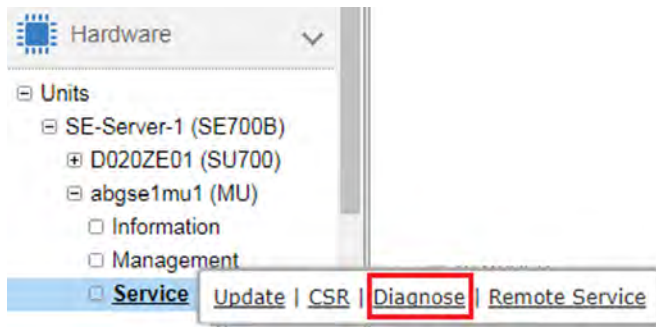 Hardware
Units
SE-Server-1 (SE700B)
D020ZE01 (SU700)
abgse1mu1 (MU)
Information
Management
Service
Update | CSR | Diagnose | Remote Service